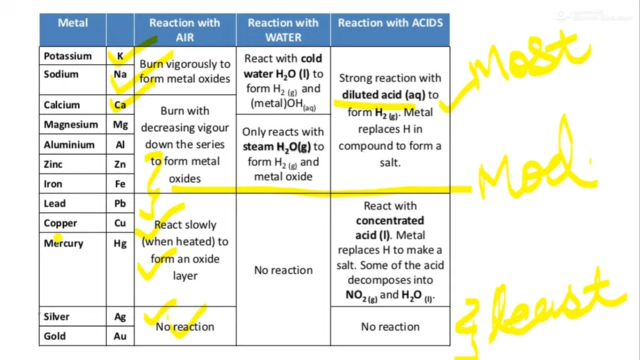 Metal
Reaction with AIR
Reaction with WATER
Reaction with ACIDS
Potassium K
Sodium Na
Calcium Ca
Magnesium Mg
Aluminium Al
Zinc Zn
Iron Fe
Lead Pb
Copper Cu
Mercury Hg
Silver Ag
Gold Au
Burn vigorously to
form metal oxides
Burn with
decreasing vigour
down the series
to form metal
oxides
React slowly
(when heated) to
form an oxide
layer
No reaction
React with cold
water H2O (l) to
form H2 (g) and
(metal)OH(aq)
Only reacts with
steam H2O(g) to
form H2 (g) and
metal oxide
No reaction
Strong reaction with
diluted acid (aq) to
form H2 (g). Metal
replaces H in
compound to form a
salt.
React with
concentrated
acid (l). Metal
replaces H to make a
salt. Some of the acid
decomposes into
NO2(g) and H2O (l).
No reaction
Most
Mod.
least